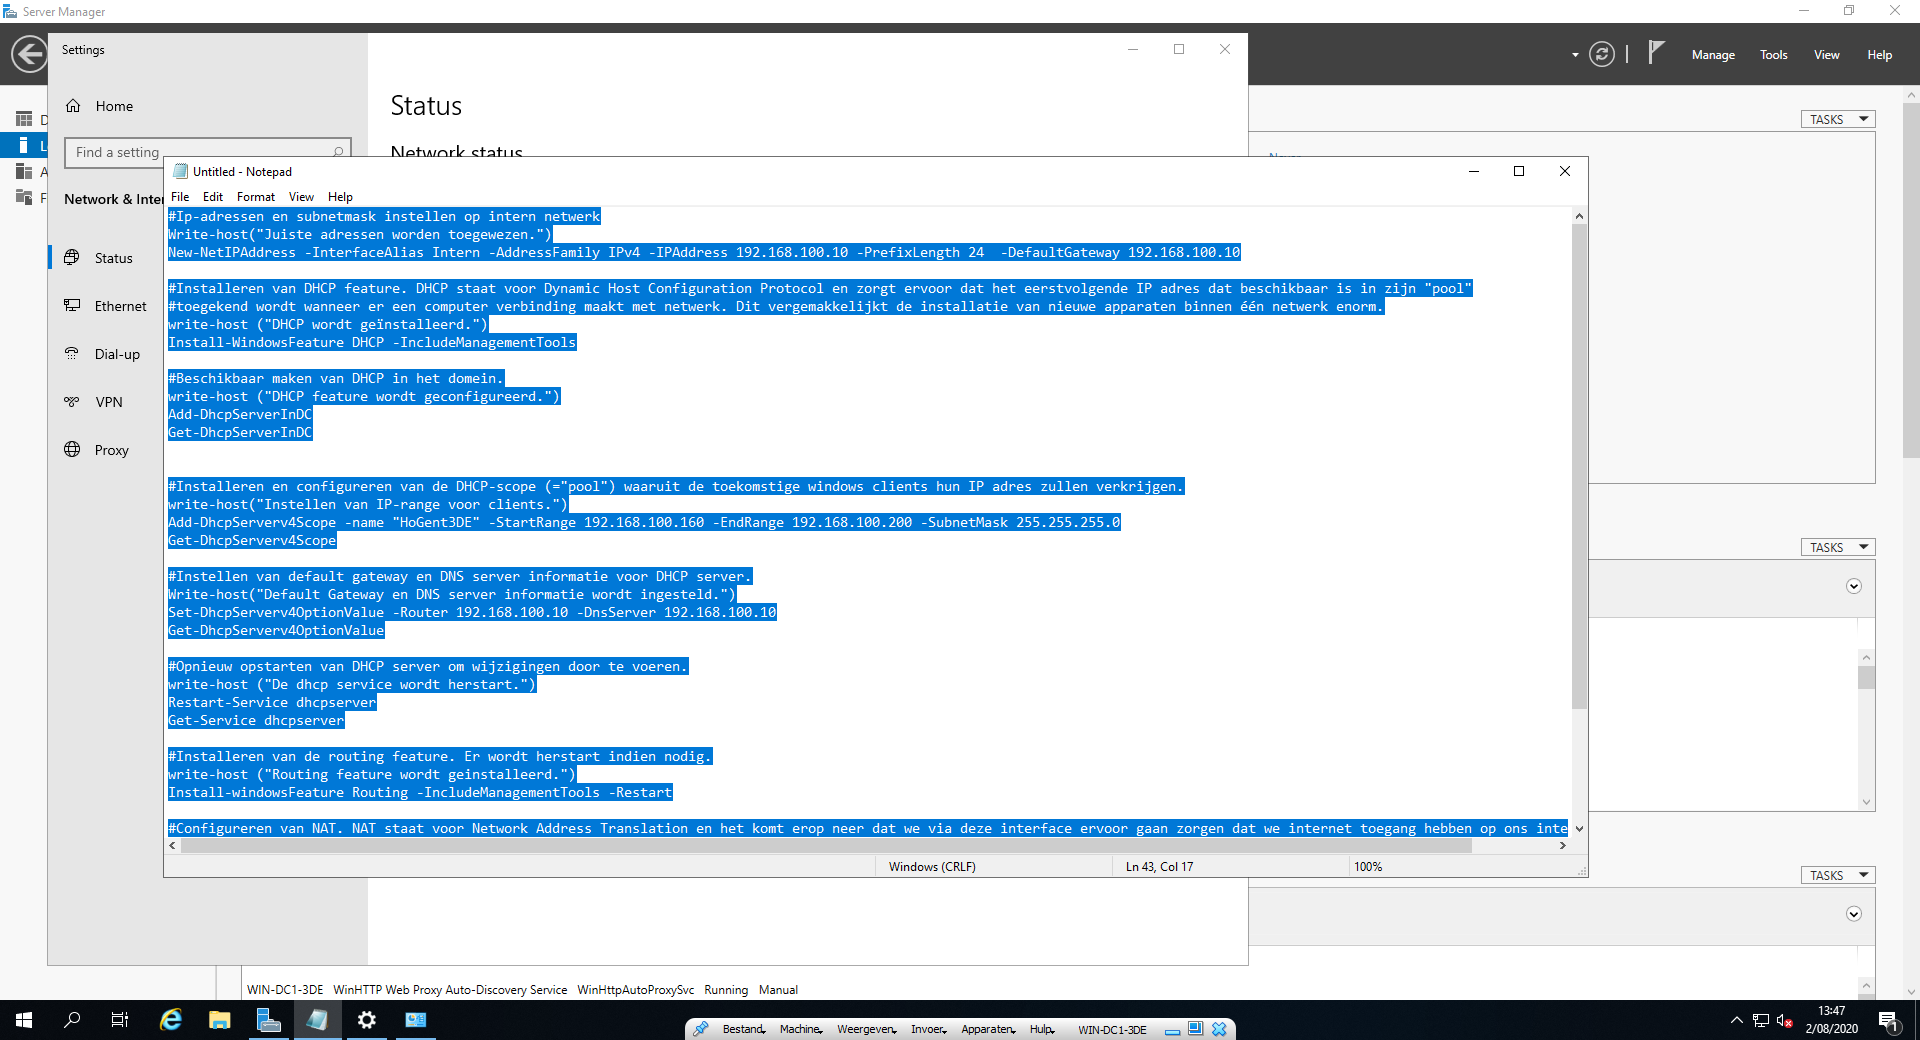 Server Manager
Manage
Tools
View
Help
Settings
Home
Find a setting
Network & Inter
Status
Ethernet
Dial-up
VPN
Proxy
Status
Network status
D
L
A
F
TASKS
TASKS
TASKS
Untitled - Notepad
File Edit Format View Help
#Ip-adressen en subnetmask instellen op intern netwerk
Write-host("Juiste adressen worden toegewezen.")
New-NetIPAddress -InterfaceAlias Intern -AddressFamily IPv4 -IPAddress 192.168.100.10 -PrefixLength 24  -DefaultGateway 192.168.100.10
#Installeren van DHCP feature. DHCP staat voor Dynamic Host Configuration Protocol en zorgt ervoor dat het eerstvolgende IP adres dat beschikbaar is in zijn "pool"
#toegekend wordt wanneer er een computer verbinding maakt met netwerk. Dit vergemakkelijkt de installatie van nieuwe apparaten binnen één netwerk enorm.
write-host ("DHCP wordt geïnstalleerd.")
Install-WindowsFeature DHCP -IncludeManagementTools
#Beschikbaar maken van DHCP in het domein.
write-host ("DHCP feature wordt geconfigureerd.")
Add-DhcpServerInDC
Get-DhcpServerInDC
#Installeren en configureren van de DHCP-scope (="pool") waaruit de toekomstige windows clients hun IP adres zullen verkrijgen.
write-host("Instellen van IP-range voor clients.")
Add-DhcpServerv4Scope -name "HoGent3DE" -StartRange 192.168.100.160 -EndRange 192.168.100.200 -SubnetMask 255.255.255.0
Get-DhcpServerv4Scope
#Instellen van default gateway en DNS server informatie voor DHCP server.
Write-host("Default Gateway en DNS server informatie wordt ingesteld.")
Set-DhcpServerv4OptionValue -Router 192.168.100.10 -DnsServer 192.168.100.10
Get-DhcpServerv4OptionValue
#Opnieuw opstarten van DHCP server om wijzigingen door te voeren.
write-host ("De dhcp service wordt herstart.")
Restart-Service dhcpserver
Get-Service dhcpserver
#Installeren van de routing feature. Er wordt herstart indien nodig.
write-host ("Routing feature wordt geinstalleerd.")
Install-windowsFeature Routing -IncludeManagementTools -Restart
#Configureren van NAT. NAT staat voor Network Address Translation en het komt erop neer dat we via deze interface ervoor gaan zorgen dat we internet toegang hebben op ons inte
Windows (CRLF)
Ln 43, Col 17
100%
WIN-DC1-3DE WinHTTP Web Proxy Auto-Discovery Service WinHttpAutoProxySvc Running Manual
Bestand Machine Weergeven Invoer Apparaten Hulp WIN-DC1-3DE
13:47
2/08/2020
1